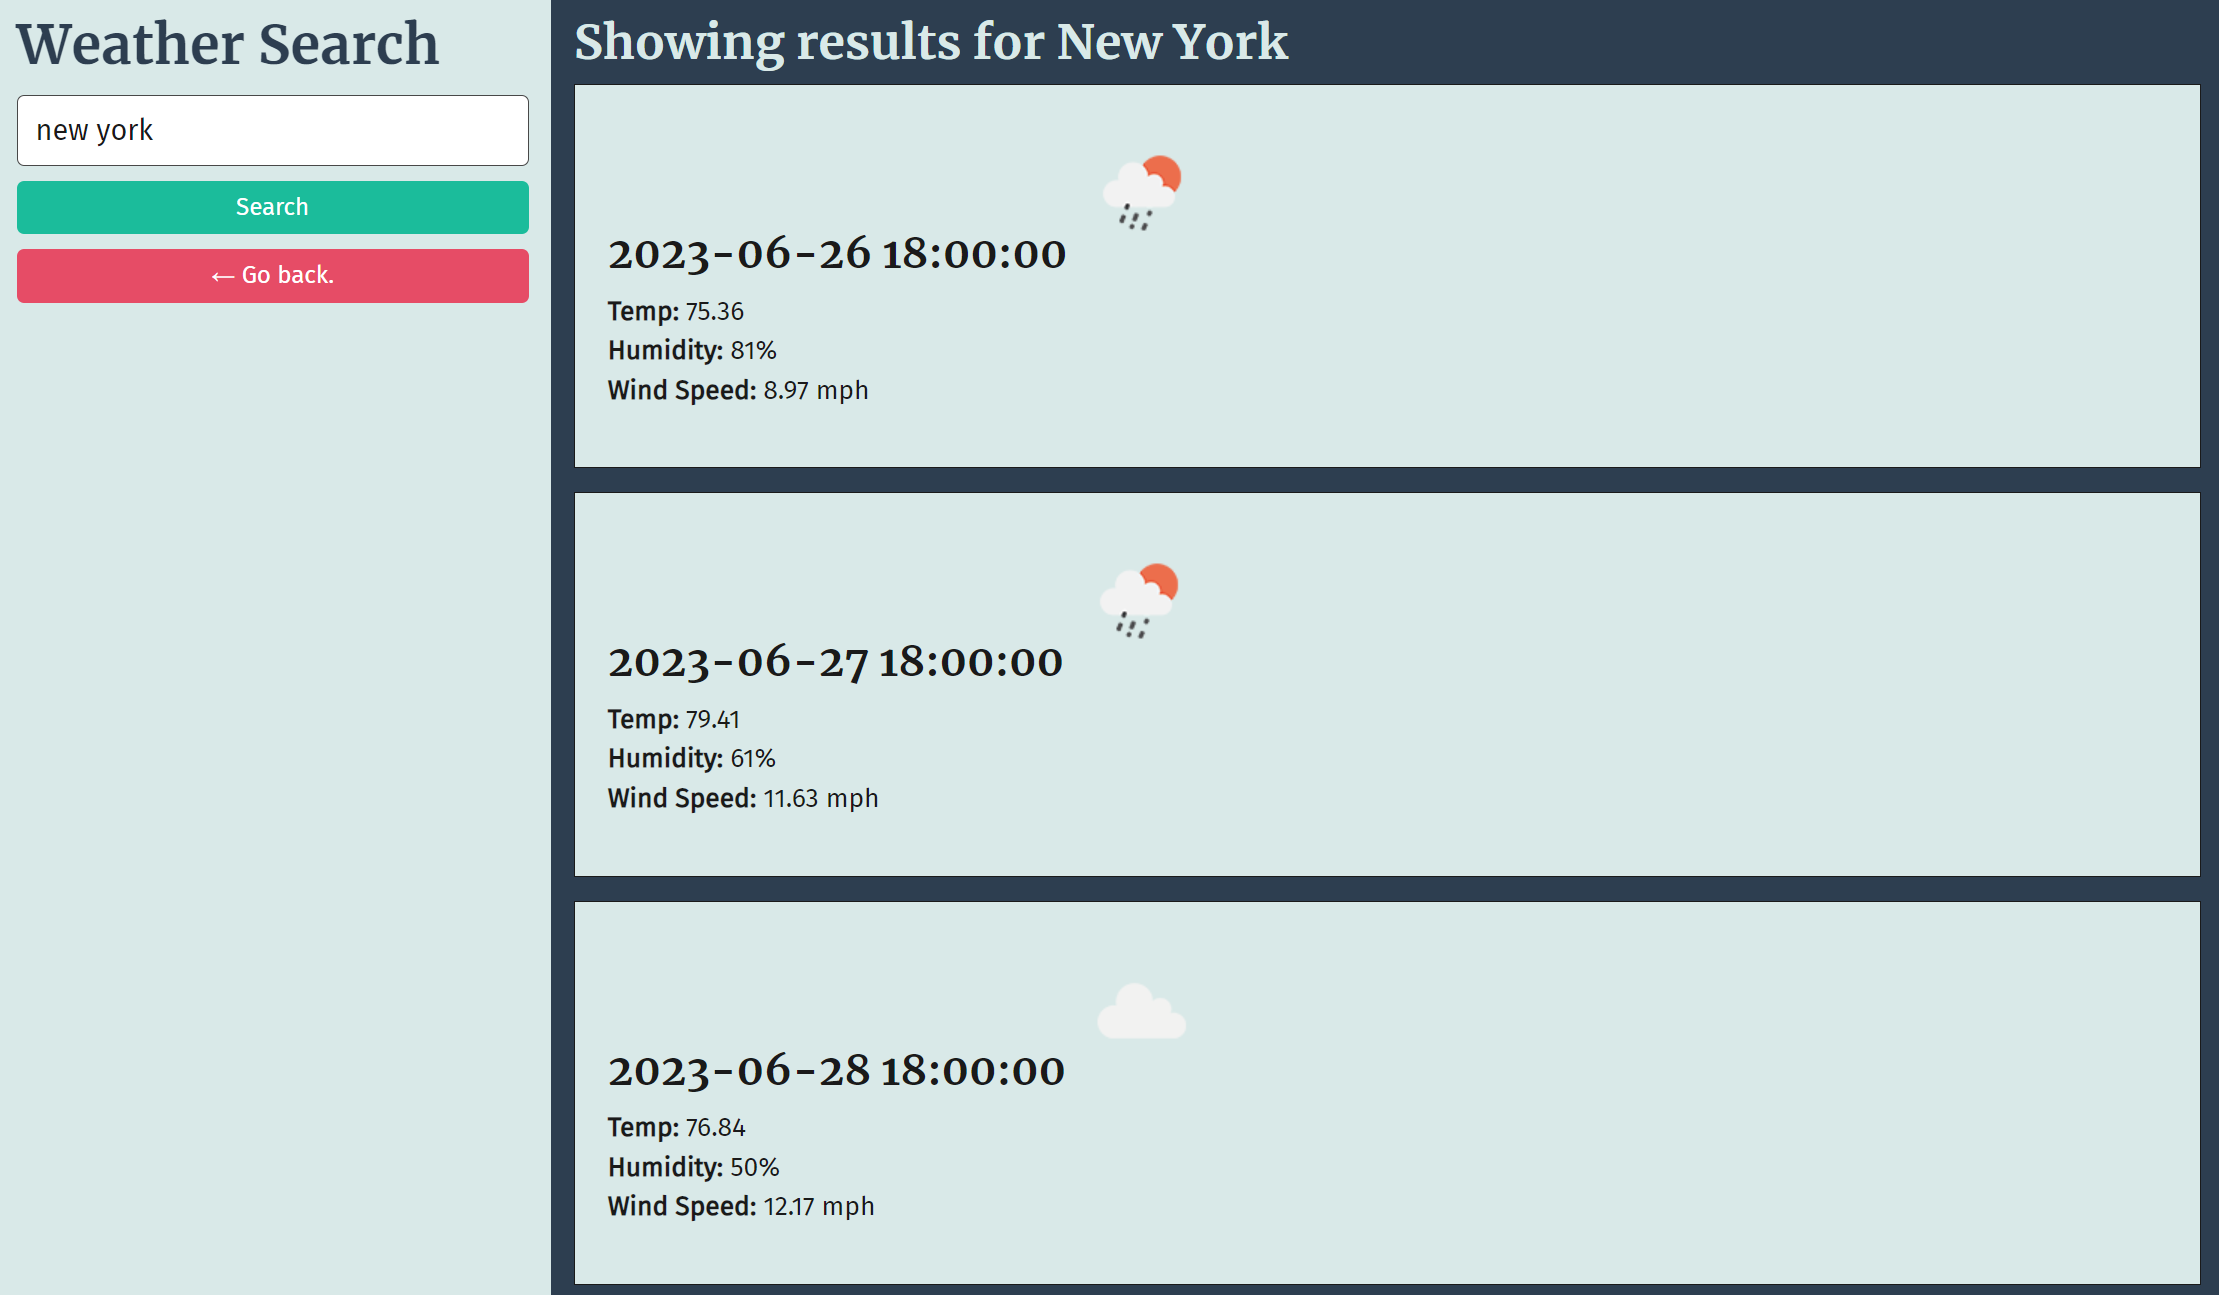 Weather Search
new york
Search
← Go back.
Showing results for New York
2023-06-26 18:00:00
Temp: 75.36
Humidity: 81%
Wind Speed: 8.97 mph
2023-06-27 18:00:00
Temp: 79.41
Humidity: 61%
Wind Speed: 11.63 mph
2023-06-28 18:00:00
Temp: 76.84
Humidity: 50%
Wind Speed: 12.17 mph